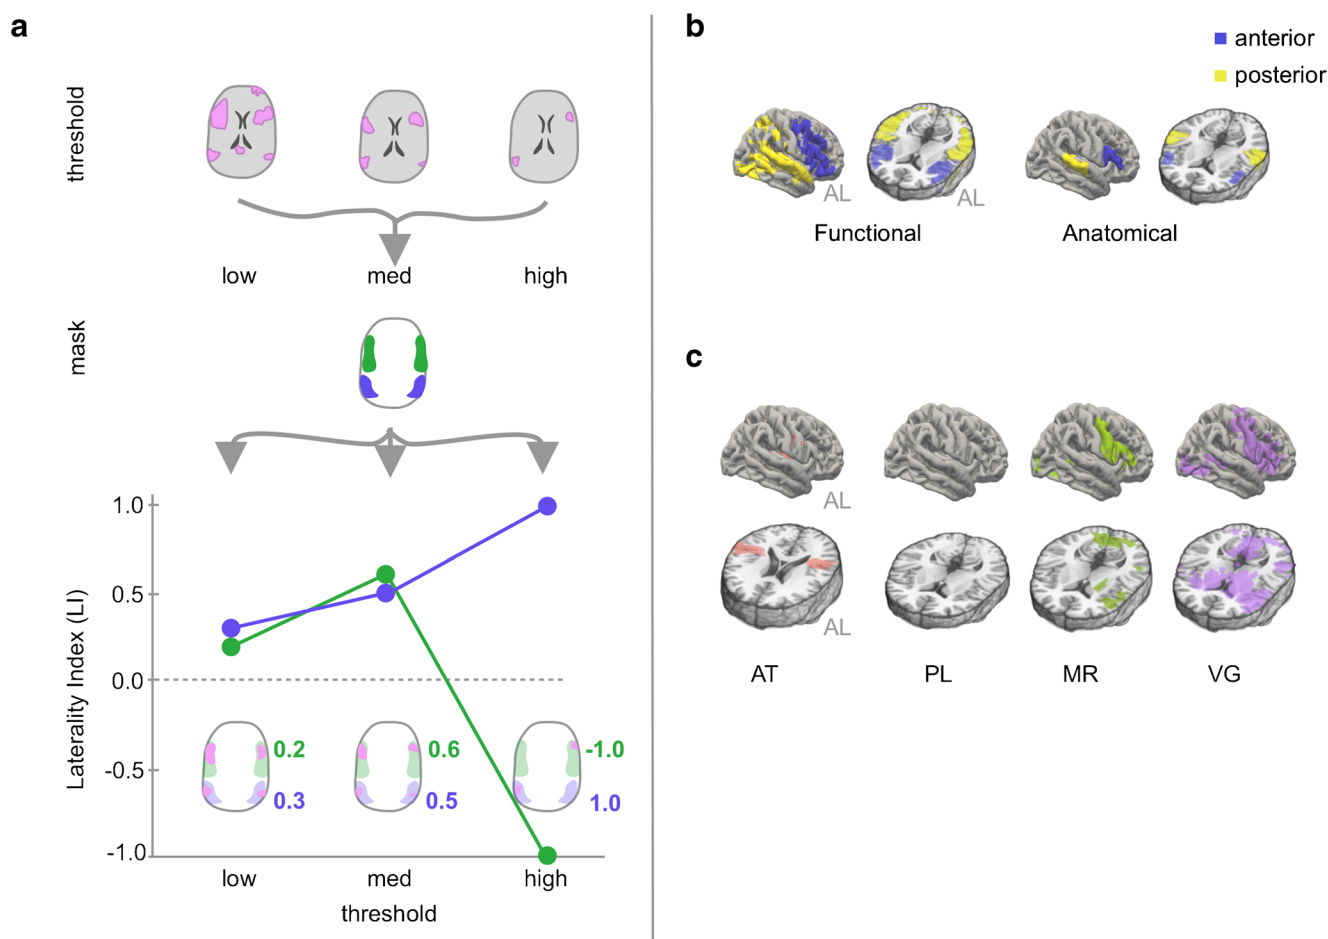 a
threshold
low med high
mask
1.0
0.5
0.0
-0.5
-1.0
Laterality Index (LI)
0.2 0.6 -1.0
0.3 0.5 1.0
low med high
threshold
b
anterior
posterior
AL AL
Functional Anatomical
c
AL
AL
AT PL MR VG